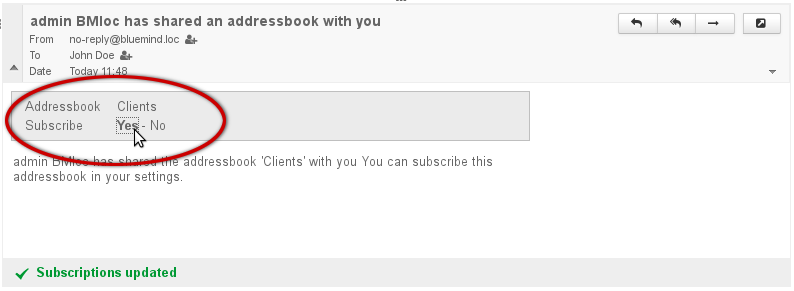 admin BMloc has shared an addressbook with you
From no-reply@bluemind.loc
To John Doe
Date Today 11:48
Addressbook Clients
Subscribe Yes - No
admin BMloc has shared the addressbook 'Clients' with you You can subscribe this
addressbook in your settings.
Subscriptions updated